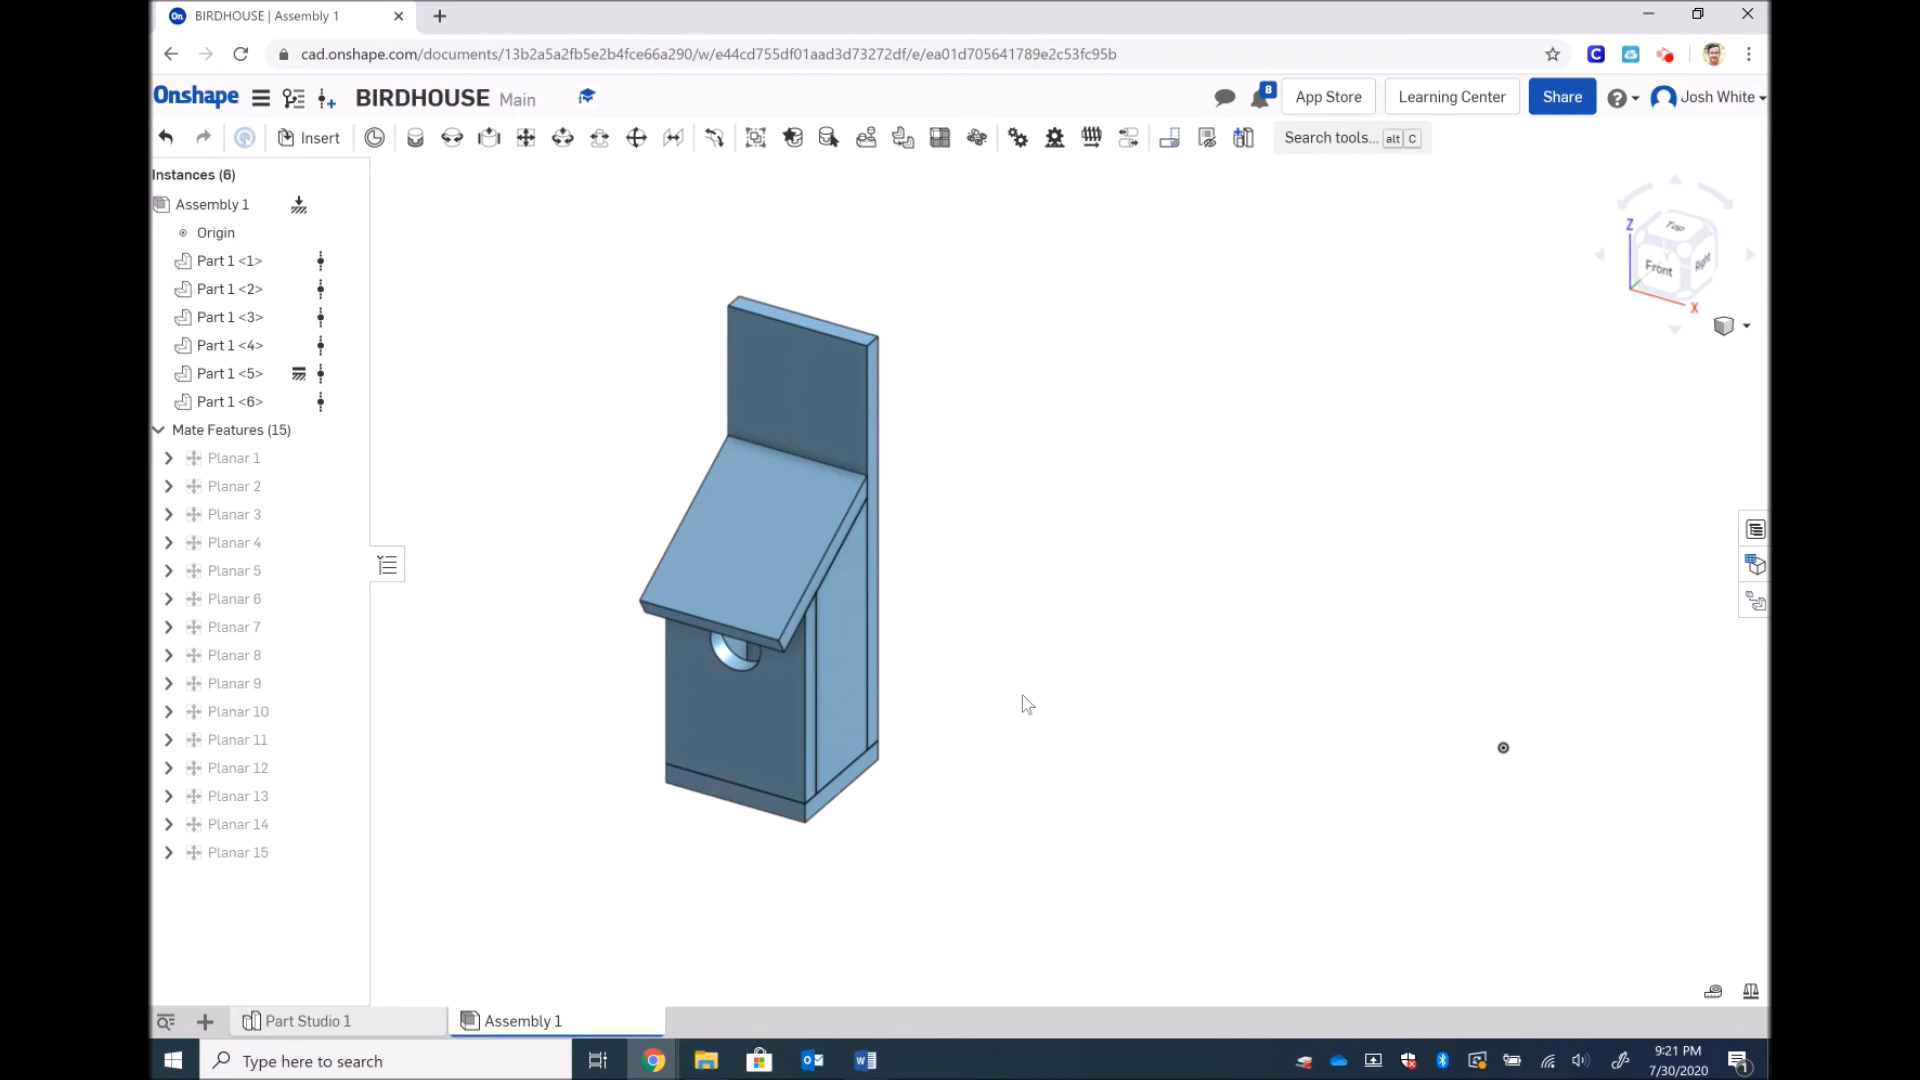 On BIRDHOUSE | Assembly 1
cad.onshape.com/documents/13b2a5a2fb5e2b4fce66a290/w/e44cd755df01aad3d73272df/e/ea01d705641789e2c53fc95b
Onshape BIRDHOUSE Main 8 App Store Learning Center Share Josh White
Insert Search tools... alt C
Instances (6)
Assembly 1
Origin
Part 1 <1>
Part 1 <2>
Part 1 <3>
Part 1 <4>
Part 1 <5>
Part 1 <6>
Mate Features (15)
Planar 1
Planar 2
Planar 3
Planar 4
Planar 5
Planar 6
Planar 7
Planar 8
Planar 9
Planar 10
Planar 11
Planar 12
Planar 13
Planar 14
Planar 15
Top
Z
Y
Front Right
X
Part Studio 1 Assembly 1
Type here to search
9:21 PM
7/30/2020
1